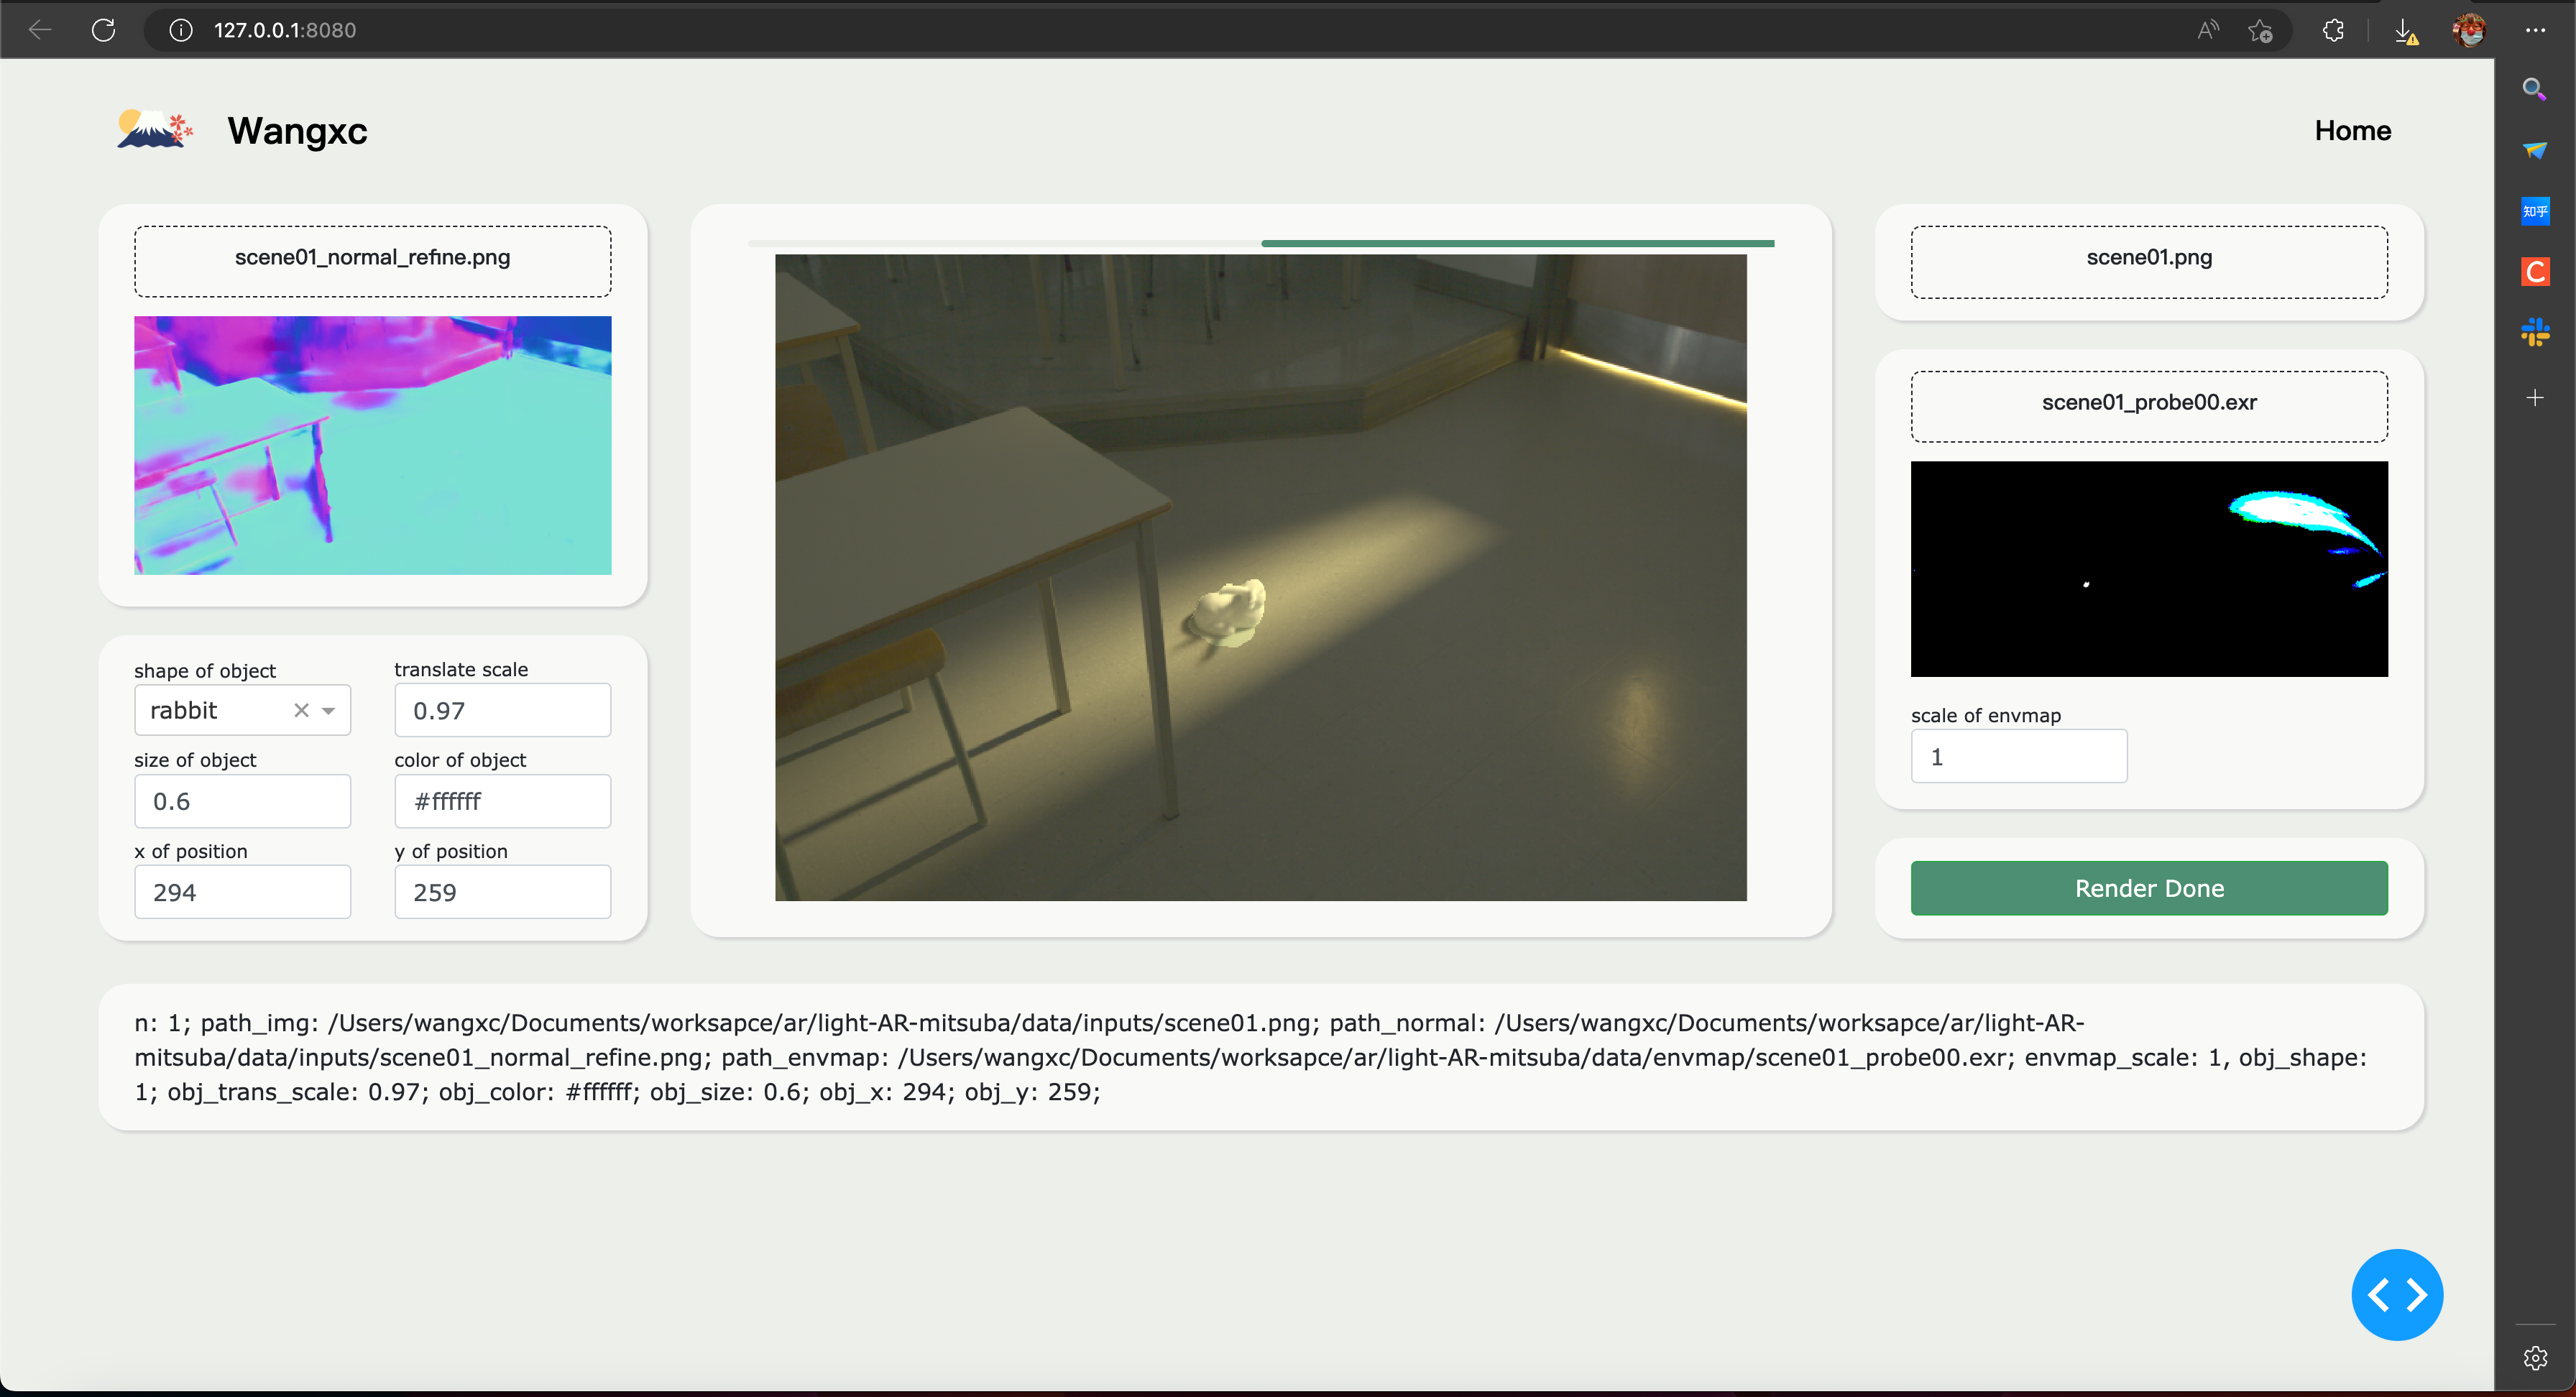 127.0.0.1:8080
Wangxc
Home
scene01_normal_refine.png
shape of object
translate scale
rabbit
0.97
size of object
color of object
0.6
#ffffff
x of position
y of position
294
259
scene01.png
scene01_probe00.exr
scale of envmap
1
Render Done
n: 1; path_img: /Users/wangxc/Documents/worksapce/ar/light-AR-mitsuba/data/inputs/scene01.png; path_normal: /Users/wangxc/Documents/worksapce/ar/light-AR-
mitsuba/data/inputs/scene01_normal_refine.png; path_envmap: /Users/wangxc/Documents/worksapce/ar/light-AR-mitsuba/data/envmap/scene01_probe00.exr; envmap_scale: 1, obj_shape:
1; obj_trans_scale: 0.97; obj_color: #ffffff; obj_size: 0.6; obj_x: 294; obj_y: 259;
知乎
C